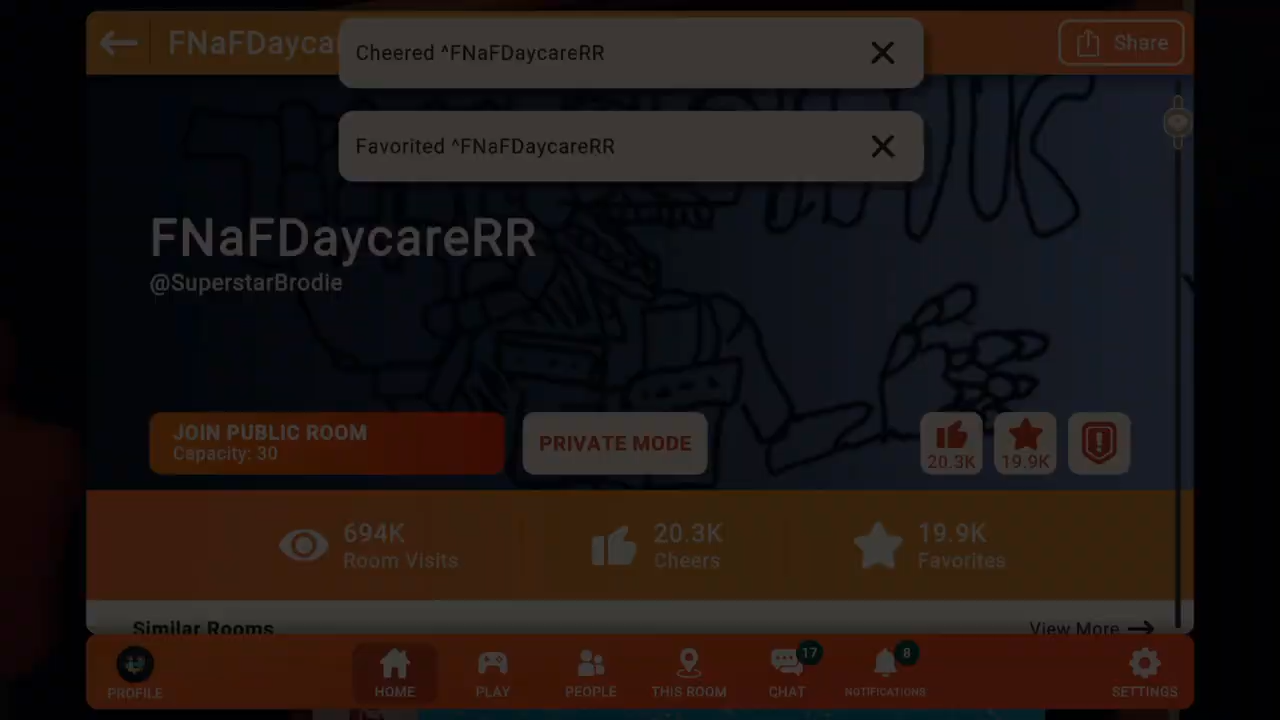 FNaFDaycar
Share
Cheered ^FNaFDaycareRR
Favorited ^FNaFDaycareRR
FNaFDaycareRR
@SuperstarBrodie
JOIN PUBLIC ROOM
Capacity: 30
PRIVATE MODE
20.3K
19.9K
694K
Room Visits
20.3K
Cheers
19.9K
Favorites
Similar Rooms
View More
17
8
PROFILE
HOME
PLAY
PEOPLE
THIS ROOM
CHAT
NOTIFICATIONS
SETTINGS